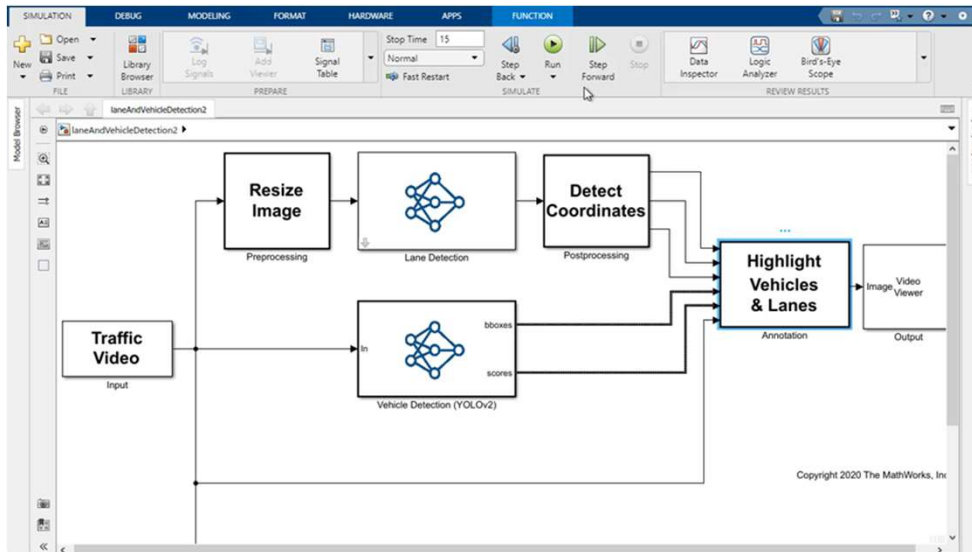 SIMULATION
DEBUG
MODELING
FORMAT
HARDWARE
APPS
FUNCTION
New
Open
Save
Print
FILE
Library
Browser
LIBRARY
Log
Signals
Add
Viewer
Signal
Table
PREPARE
Stop Time 15
Normal
Fast Restart
Step
Back
Run
Step
Forward
Stop
SIMULATE
Data
Inspector
Logic
Analyzer
Bird's-Eye
Scope
REVIEW RESULTS
Model Browser
laneAndVehicleDetection2
laneAndVehicleDetection2
Resize
Image
Preprocessing
Lane Detection
Detect
Coordinates
Postprocessing
Highlight
Vehicles
& Lanes
Annotation
Image
Video
Viewer
Output
Traffic
Video
Input
In
bboxes
scores
Vehicle Detection (YOLOv2)
Copyright 2020 The MathWorks, Inc